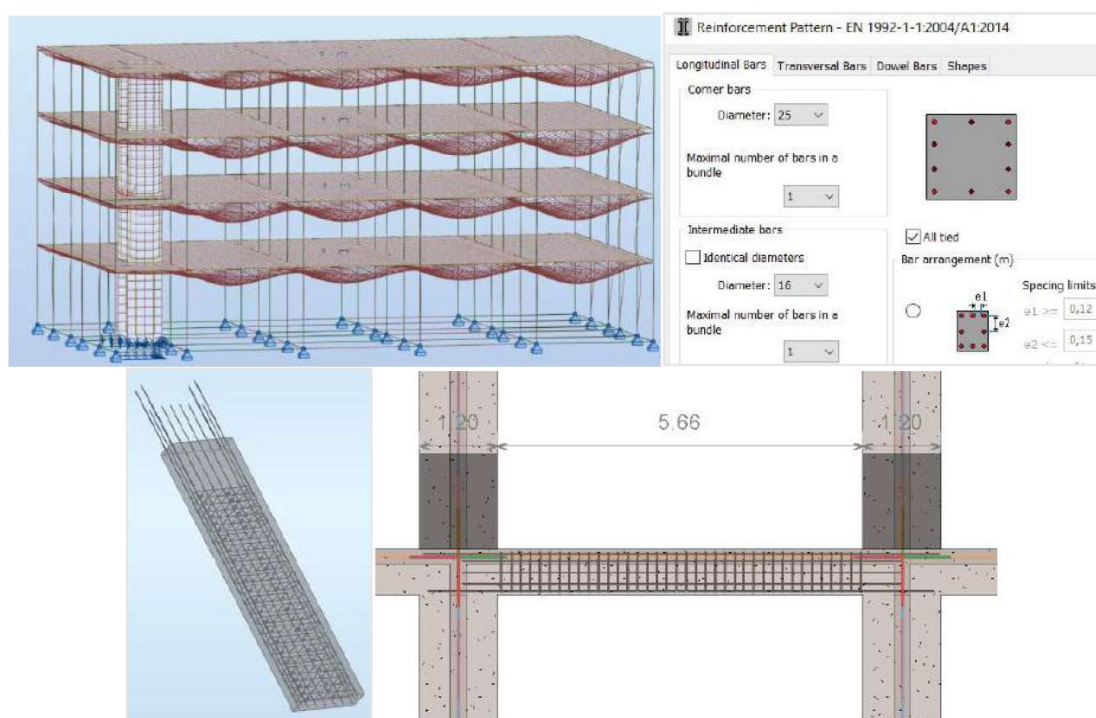 Reinforcement Pattern - EN 1992-1-1:2004/A1:2014
Longitudinal Bars Transversal Bars Dowel Bars Shapes
Corner bars
Diameter: 25
Maximal number of bars in a
bundle
1
All tied
Intermediate bars
Identical diameters
Diameter: 16
Maximal number of bars in a
bundle
1
Bar arrangement (m)
Spacing limits
e1
e2
e1 >= 0,12
e2 <= 0,15
1.20 5.66 1.20